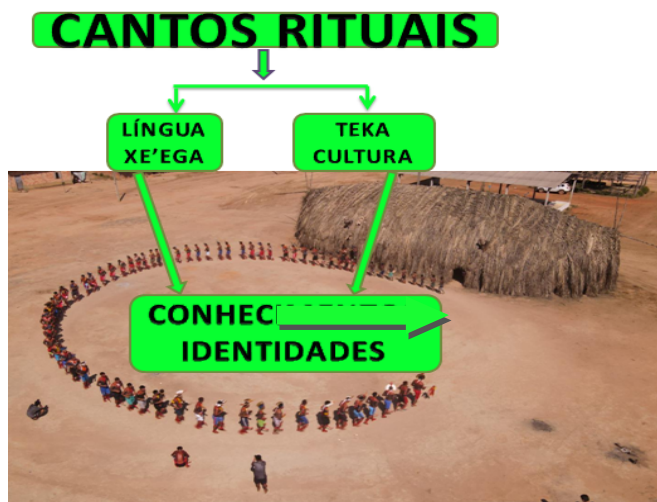 CANTOS RITUAIS
LÍNGUA
XE'EGA
TEKA
CULTURA
IDENTIDADES